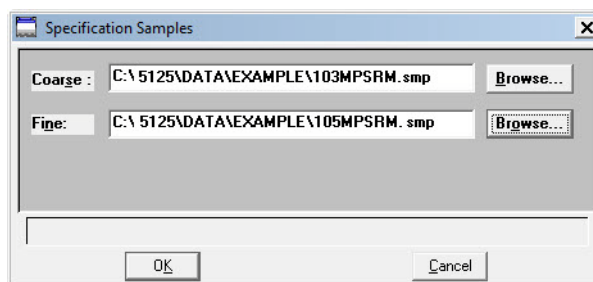 Specification Samples
Coarse : C:\ 5125\DATA\EXAMPLE\103MPSRM.smp Browse...
Fine: C:\ 5125\DATA\EXAMPLE\105MPSRM. smp Browse...
OK Cancel